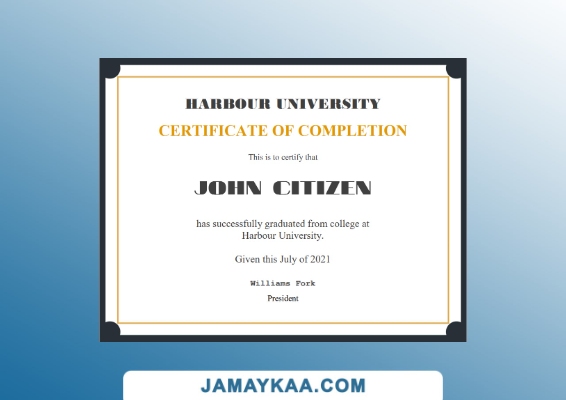 HARBOUR UNIVERSITY
CERTIFICATE OF COMPLETION
This is to certify that
JOHN CITIZEN
has successfully graduated from college at
Harbour University.
Given this July of 2021
Williams Fork
President
JAMAYKAA.COM